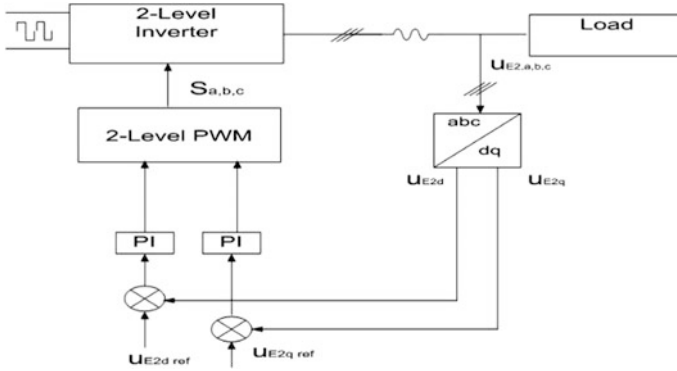 2-Level
Inverter
Load
uE2,a,b,c
Sa,b,c
abc
2-Level PWM
dq
uE2d
uE2q
PI
PI
uE2d ref
uE2q ref